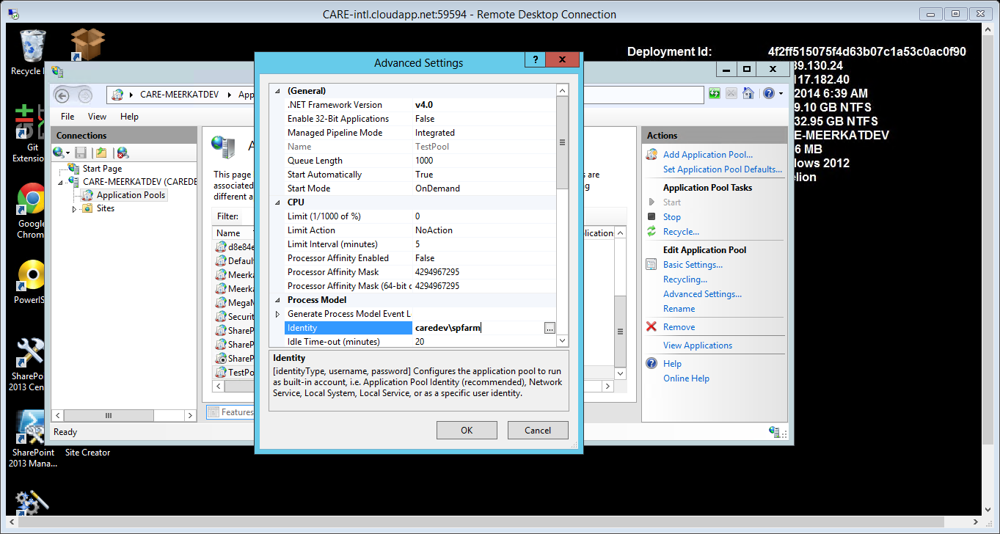 CARE-intl.cloudapp.net:59594 - Remote Desktop Connection
Recycle
Deployment Id: 4f2ff515075f4d63b07c1a53c0ac0f90
39.130.24
117.182.40
2014 6:39 AM
9.10 GB NTFS
32.95 GB NTFS
E-MEERKATDEV
6 MB
lows 2012
elion
Git
Extension
Google
Chrom
PowerIS
SharePo
2013 Cen
SharePoint
2013 Mana...
Site Creator
CARE-MEERKATDEV
App
File View Help
Connections
Start Page
CARE-MEERKATDEV (CAREDE
Application Pools
Sites
Ready
A
This page are
associated ing
different a
Filter:
Name lications
d8e84e
Default
Meerka
Meerka
MegaM
Securit
SharePo
SharePo
SharePo
TestPo
Features
Advanced Settings
?
(General)
.NET Framework Version v4.0
Enable 32-Bit Applications False
Managed Pipeline Mode Integrated
Name TestPool
Queue Length 1000
Start Automatically True
Start Mode OnDemand
CPU
Limit (1/1000 of %) 0
Limit Action NoAction
Limit Interval (minutes) 5
Processor Affinity Enabled False
Processor Affinity Mask 4294967295
Processor Affinity Mask (64-bit o 4294967295
Process Model
Generate Process Model Event L
Identity caredev\spfarm
...
Idle Time-out (minutes) 20
Identity
[identityType, username, password] Configures the application pool to run
as built-in account, i.e. Application Pool Identity (recommended), Network
Service, Local System, Local Service, or as a specific user identity.
OK Cancel
Actions
Add Application Pool...
Set Application Pool Defaults...
Application Pool Tasks
Start
Stop
Recycle...
Edit Application Pool
Basic Settings...
Recycling...
Advanced Settings...
Rename
Remove
View Applications
Help
Online Help